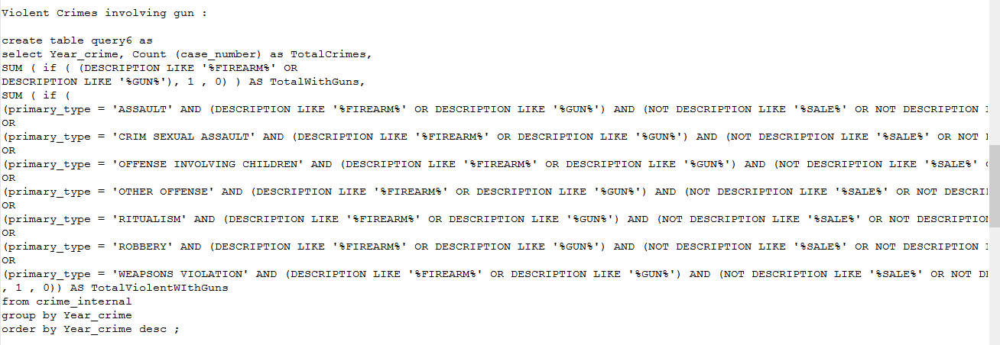 Violent Crimes involving gun :
create table query6 as
select Year_crime, Count (case_number) as TotalCrimes,
SUM ( if ( (DESCRIPTION LIKE '%FIREARM%' OR
DESCRIPTION LIKE '%GUN%'), 1 , 0) ) AS TotalWithGuns,
SUM ( if (
(primary_type = 'ASSAULT' AND (DESCRIPTION LIKE '%FIREARM%' OR DESCRIPTION LIKE '%GUN%') AND (NOT DESCRIPTION LIKE '%SALE%' OR NOT DESCRIPTION
OR
(primary_type = 'CRIM SEXUAL ASSAULT' AND (DESCRIPTION LIKE '%FIREARM%' OR DESCRIPTION LIKE '%GUN%') AND (NOT DESCRIPTION LIKE '%SALE%' OR NOT
OR
(primary_type = 'OFFENSE INVOLVING CHILDREN' AND (DESCRIPTION LIKE '%FIREARM%' OR DESCRIPTION LIKE '%GUN%') AND (NOT DESCRIPTION LIKE '%SALE%'
OR
(primary_type = 'OTHER OFFENSE' AND (DESCRIPTION LIKE '%FIREARM%' OR DESCRIPTION LIKE '%GUN%') AND (NOT DESCRIPTION LIKE '%SALE%' OR NOT DESCRI
OR
(primary_type = 'RITUALISM' AND (DESCRIPTION LIKE '%FIREARM%' OR DESCRIPTION LIKE '%GUN%') AND (NOT DESCRIPTION LIKE '%SALE%' OR NOT DESCRIPTION
OR
(primary_type = 'ROBBERY' AND (DESCRIPTION LIKE '%FIREARM%' OR DESCRIPTION LIKE '%GUN%') AND (NOT DESCRIPTION LIKE '%SALE%' OR NOT DESCRIPTION
OR
(primary_type = 'WEAPSONS VIOLATION' AND (DESCRIPTION LIKE '%FIREARM%' OR DESCRIPTION LIKE '%GUN%') AND (NOT DESCRIPTION LIKE '%SALE%' OR NOT D
, 1 , 0)) AS TotalViolentWIthGuns
from crime_internal
group by Year_crime
order by Year_crime desc ;